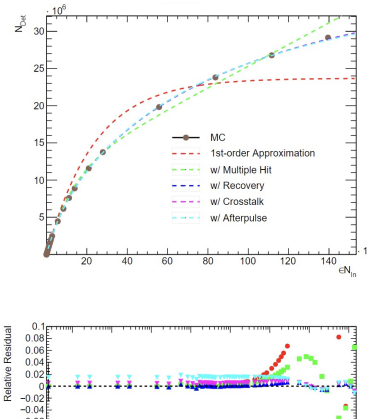 × 10⁶
N_Det.
30
25
20
15
10
5
MC
1st-order Approximation
w/ Multiple Hit
w/ Recovery
w/ Crosstalk
w/ Afterpulse
20 40 60 80 100 120 140
· 1
∈N_In
Relative Residual
0.1
0.08
0.06
0.04
0.02
0
−0.02
−0.04